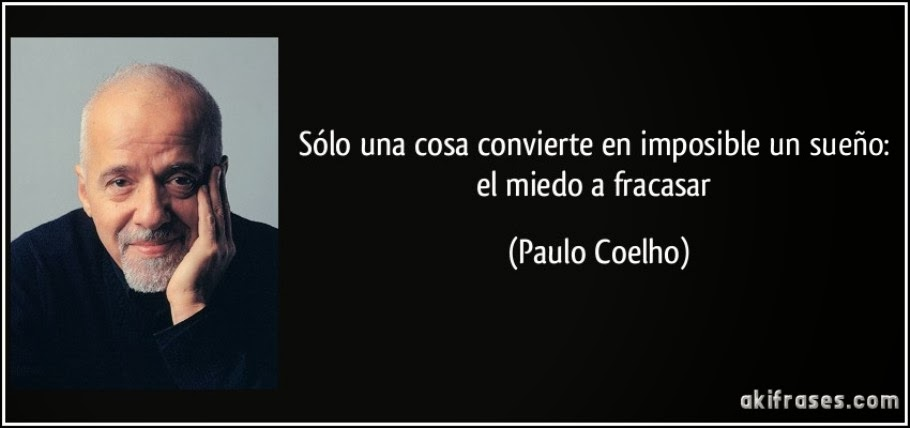 Sólo una cosa convierte en imposible un sueño:
el miedo a fracasar
(Paulo Coelho)
akifrases.com